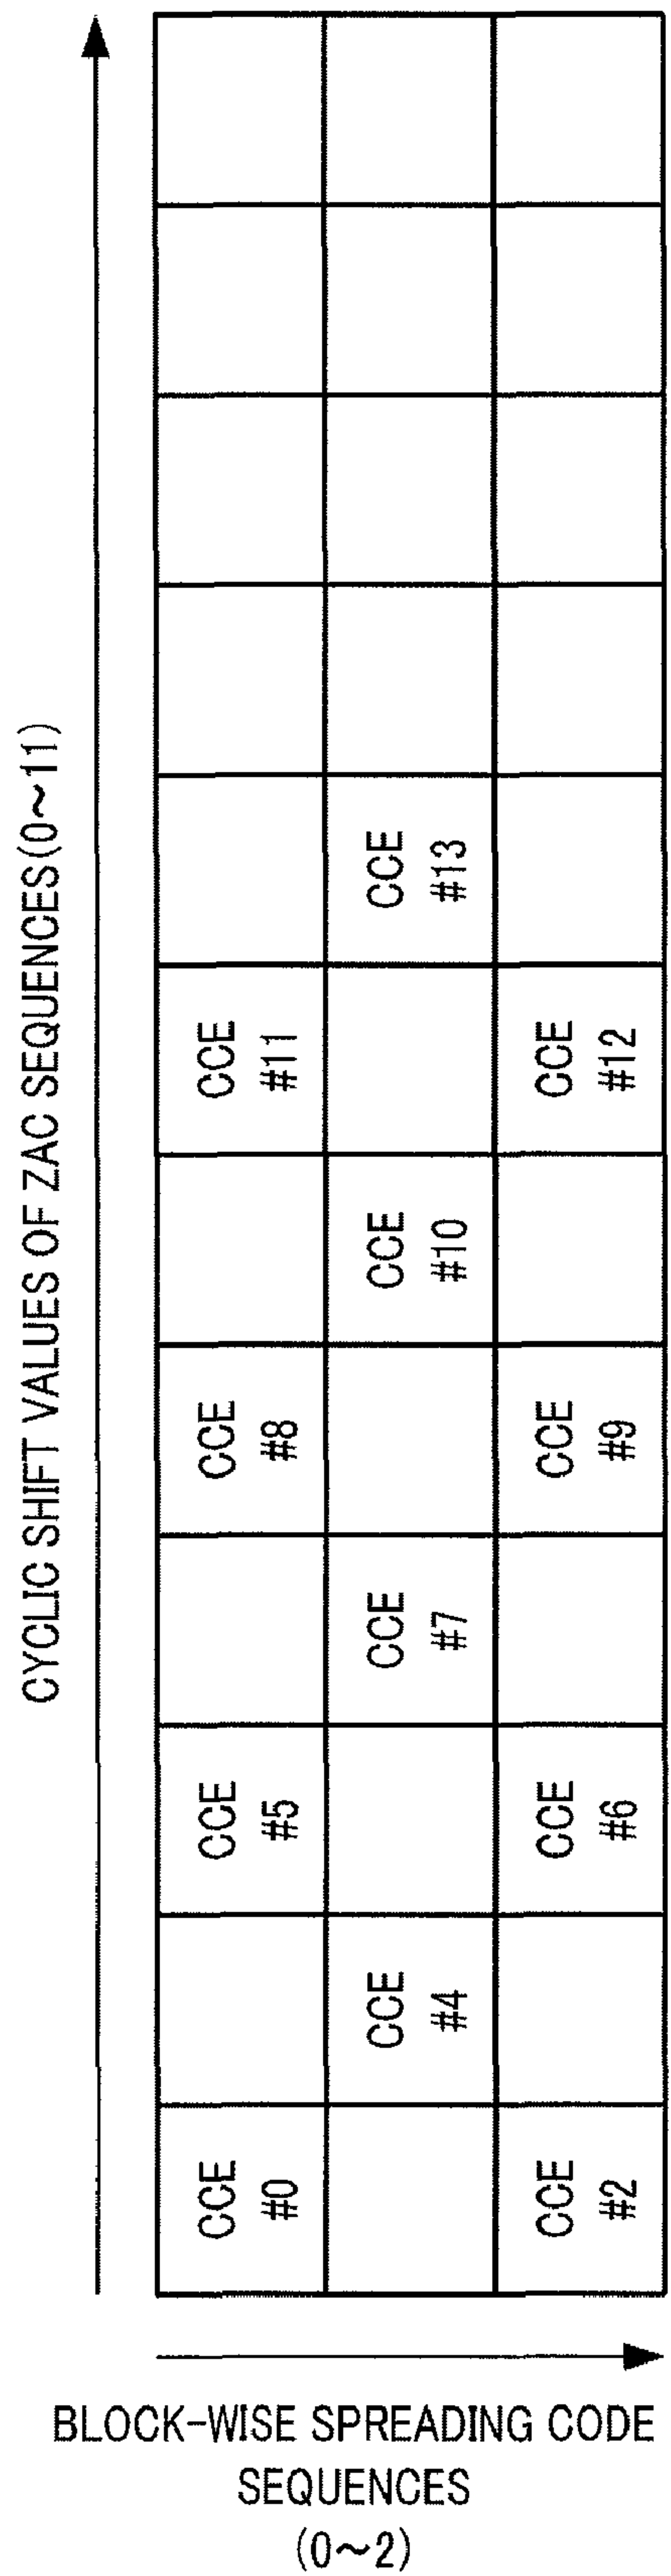 CYCLIC SHIFT VALUES OF ZAC SEQUENCES(0~11)
CCE
#13
CCE
#11
CCE
#12
CCE
#10
CCE
#8
CCE
#9
CCE
#7
CCE
#5
CCE
#6
CCE
#4
CCE
#0
CCE
#2
BLOCK-WISE SPREADING CODE
SEQUENCES
(0~2)